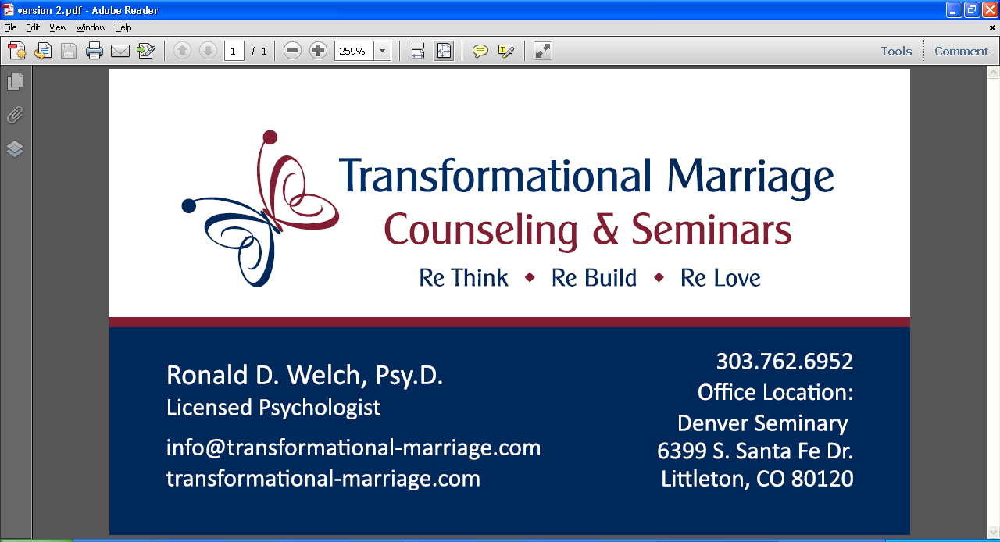 version 2.pdf - Adobe Reader
File Edit View Window Help
1 / 1 259% Tools Comment
Transformational Marriage
Counseling & Seminars
Re Think ◆ Re Build ◆ Re Love
Ronald D. Welch, Psy.D.
Licensed Psychologist
info@transformational-marriage.com
transformational-marriage.com
303.762.6952
Office Location:
Denver Seminary
6399 S. Santa Fe Dr.
Littleton, CO 80120